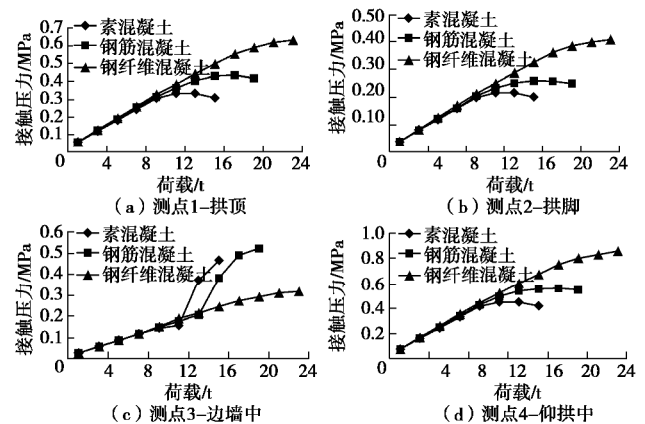 0.7
0.6
0.5
0.4
0.3
0.2
0.1
0
4
8
12
16
20
24
接触压力/MPa
素混凝土
钢筋混凝土
钢纤维混凝土
荷载/t
(a) 测点1-拱顶
0.50
0.40
0.30
0.20
0.10
0
4
8
12
16
20
24
接触压力/MPa
素混凝土
钢筋混凝土
钢纤维混凝土
荷载/t
(b) 测点2-拱脚
0.6
0.5
0.4
0.3
0.2
0.1
0
4
8
12
16
20
24
接触压力/MPa
素混凝土
钢筋混凝土
钢纤维混凝土
荷载/t
(c) 测点3-边墙中
1.0
0.8
0.6
0.4
0.2
0
4
8
12
16
20
24
接触压力/MPa
素混凝土
钢筋混凝土
钢纤维混凝土
荷载/t
(d) 测点4-仰拱中